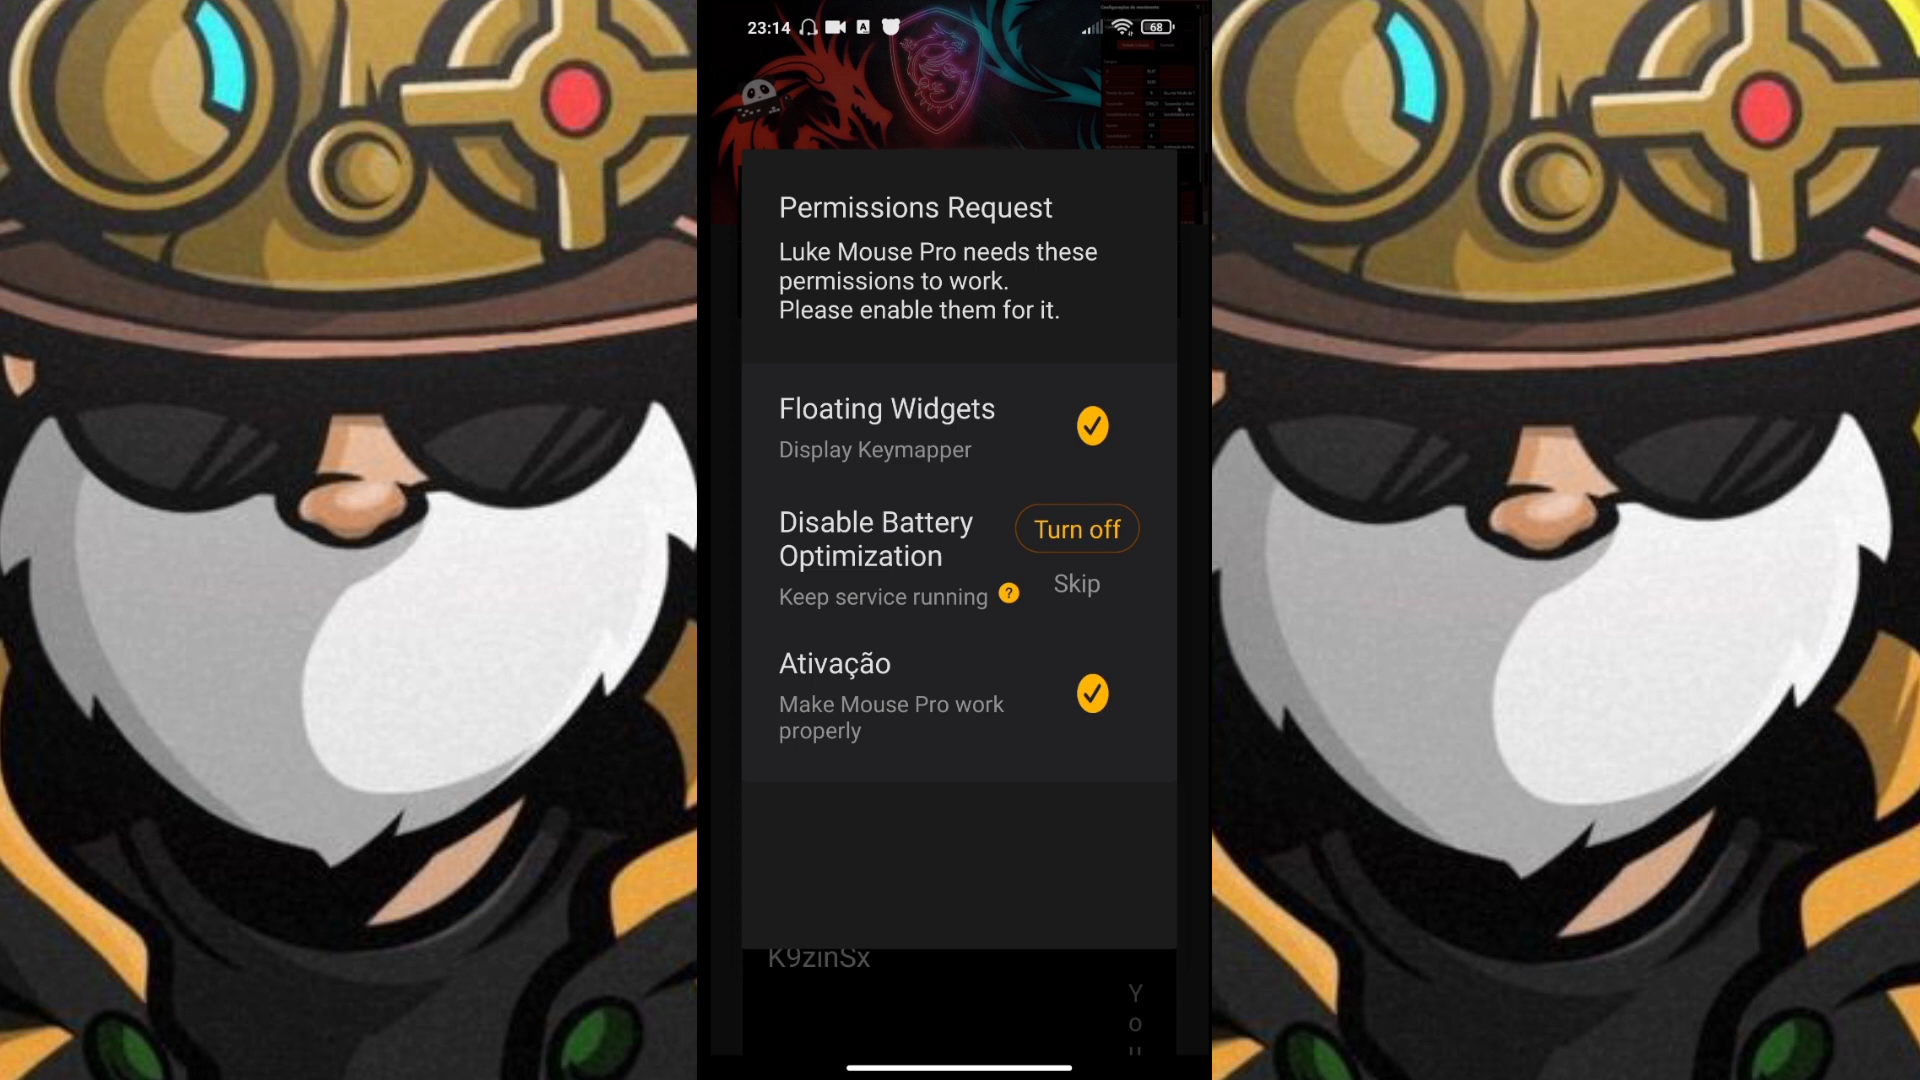 23:14
68
Permissions Request
Luke Mouse Pro needs these
permissions to work.
Please enable them for it.
Floating Widgets
Display Keymapper
Disable Battery
Optimization
Turn off
Keep service running ?
Skip
Ativação
Make Mouse Pro work
properly
K9zinSx
Y
o
u